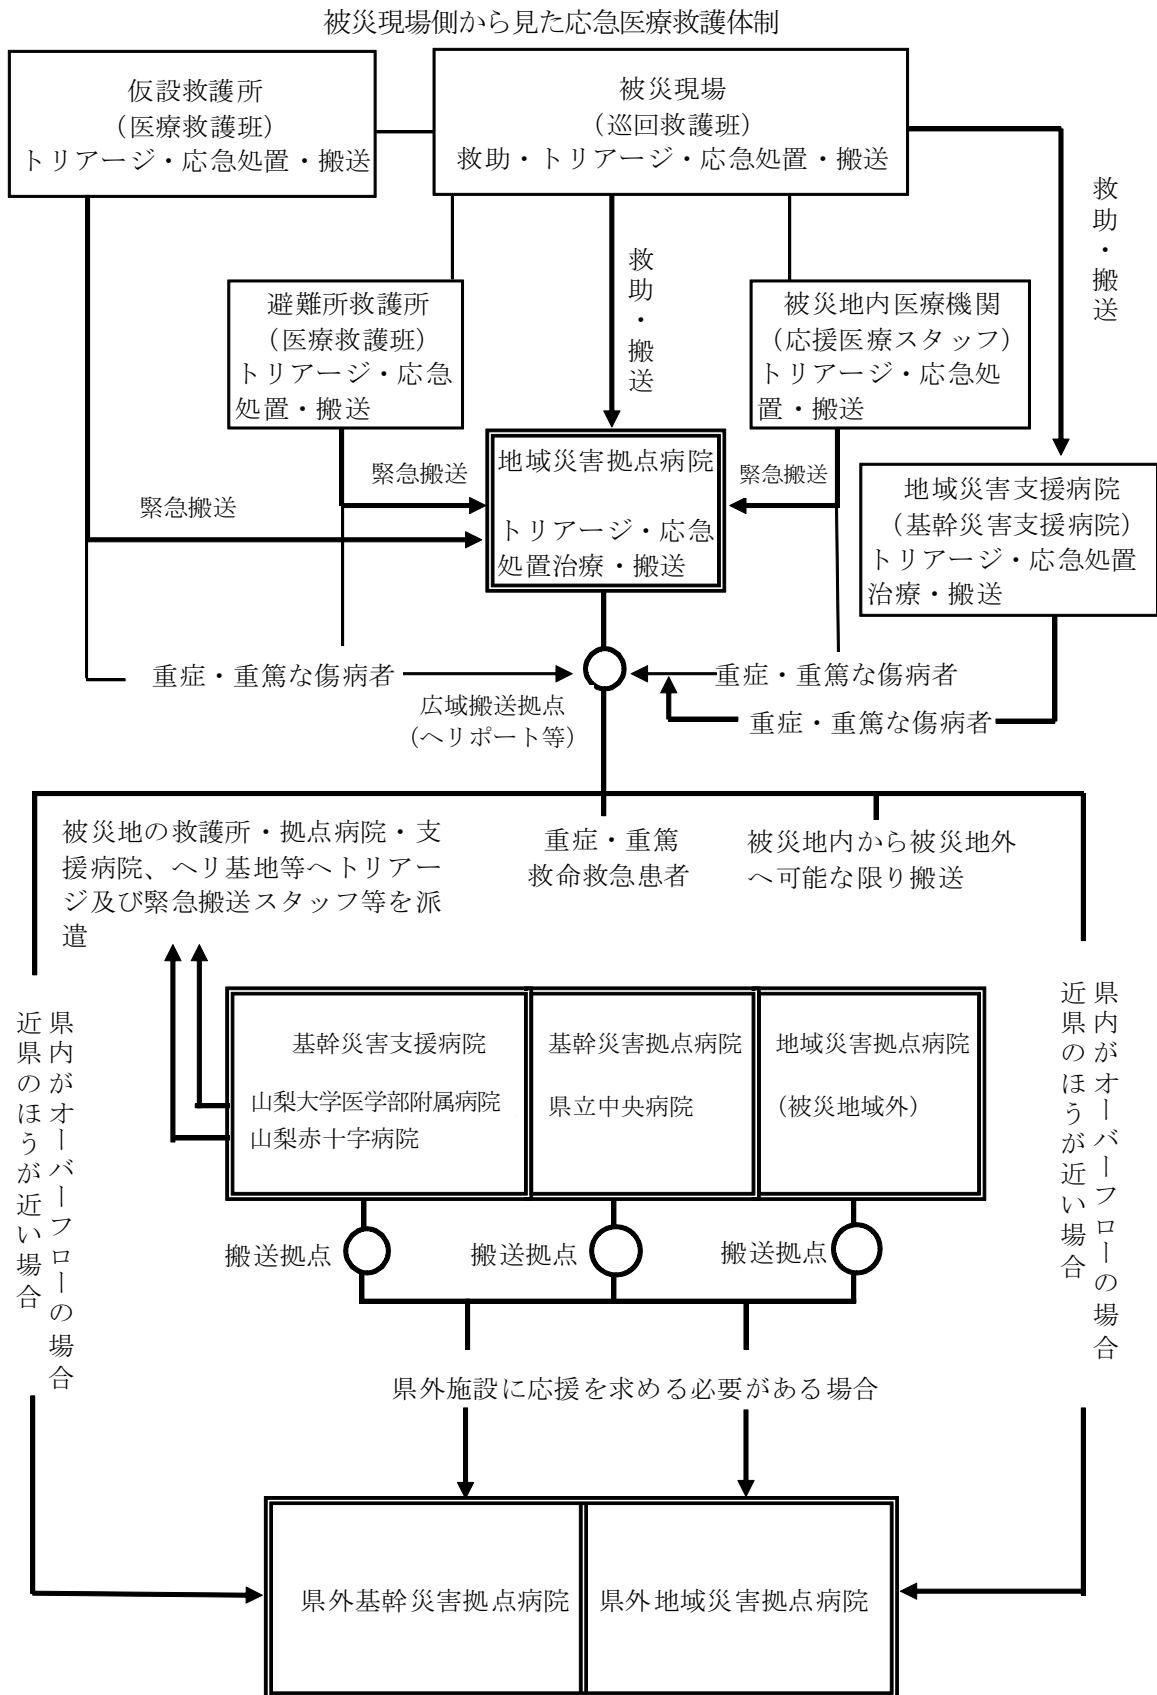 被災現場側から見た応急医療救護体制
仮設救護所
（医療救護班）
トリアージ・応急処置・搬送
被災現場
（巡回救護班）
救助・トリアージ・応急処置・搬送
救助・搬送
救助・搬送
避難所救護所
（医療救護班）
トリアージ・応急
処置・搬送
被災地内医療機関
（応援医療スタッフ）
トリアージ・応急処
置・搬送
地域災害拠点病院
トリアージ・応急
処置治療・搬送
緊急搬送
緊急搬送
緊急搬送
地域災害支援病院
（基幹災害支援病院）
トリアージ・応急処置
治療・搬送
重症・重篤な傷病者
重症・重篤な傷病者
広域搬送拠点
（ヘリポート等）
重症・重篤な傷病者
被災地の救護所・拠点病院・支
援病院、ヘリ基地等へトリアー
ジ及び緊急搬送スタッフ等を派
遣
重症・重篤
救命救急患者
被災地内から被災地外
へ可能な限り搬送
県内がオーバーフローの場合
近県のほうが近い場合
県内がオーバーフローの場合
近県のほうが近い場合
基幹災害支援病院
山梨大学医学部附属病院
山梨赤十字病院
基幹災害拠点病院
県立中央病院
地域災害拠点病院
（被災地域外）
搬送拠点
搬送拠点
搬送拠点
県外施設に応援を求める必要がある場合
県外基幹災害拠点病院
県外地域災害拠点病院